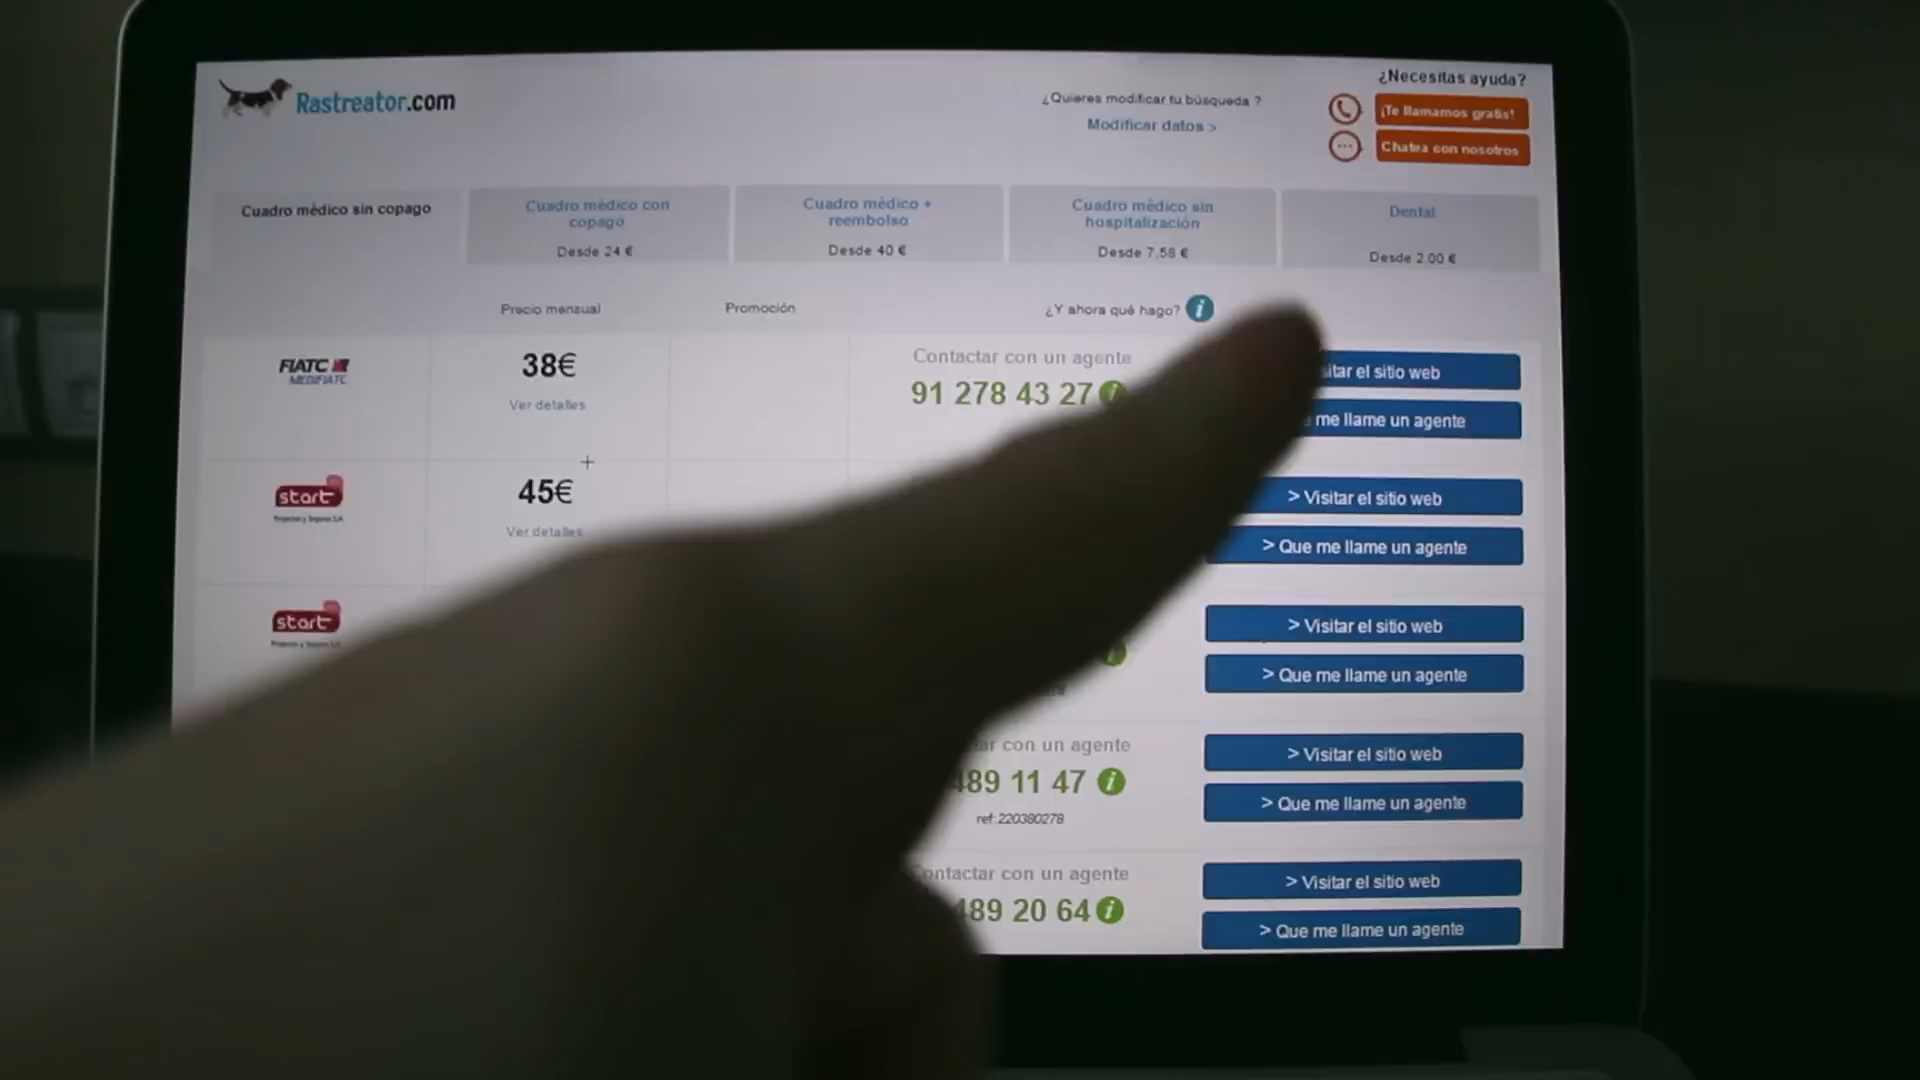 Rastreator.com
¿Quieres modificar tu búsqueda ?
Modificar datos >
¿Necesitas ayuda?
¡Te llamamos gratis!
Chatea con nosotros
Cuadro médico sin copago
Cuadro médico con
copago
Desde 24 €
Cuadro médico +
reembolso
Desde 40 €
Cuadro médico sin
hospitalización
Desde 7.58 €
Dental
Desde 2.00 €
Precio mensual
Promoción
¿Y ahora qué hago? i
FIATC
MEDIFIATC
38€
Ver detalles
Contactar con un agente
91 278 43 27
el sitio web
me llame un agente
start
45€
Ver detalles
> Visitar el sitio web
> Que me llame un agente
start
> Visitar el sitio web
> Que me llame un agente
con un agente
489 11 47 i
ref:220380278
> Visitar el sitio web
> Que me llame un agente
Contactar con un agente
489 20 64 i
> Visitar el sitio web
> Que me llame un agente